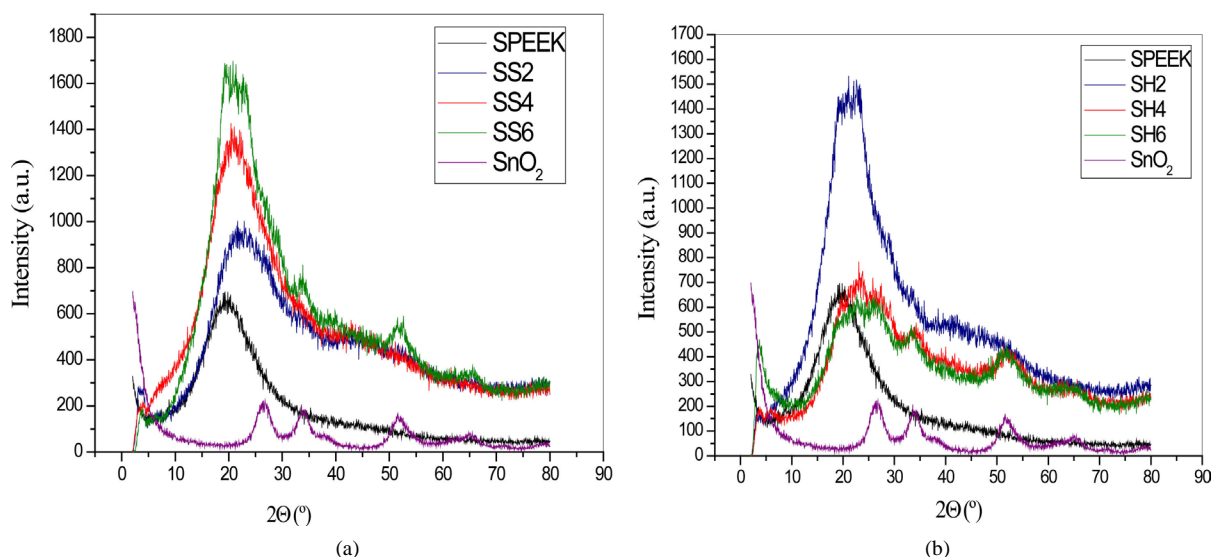 1800
1600
1400
1200
1000
800
600
400
200
0
Intensity (a.u.)
0 10 20 30 40 50 60 70 80 90
2Θ (º)
SPEEK
SS2
SS4
SS6
SnO₂
(a)
1700
1600
1500
1400
1300
1200
1100
1000
900
800
700
600
500
400
300
200
100
0
Intensity (a.u.)
0 10 20 30 40 50 60 70 80 90
2Θ (º)
SPEEK
SH2
SH4
SH6
SnO₂
(b)